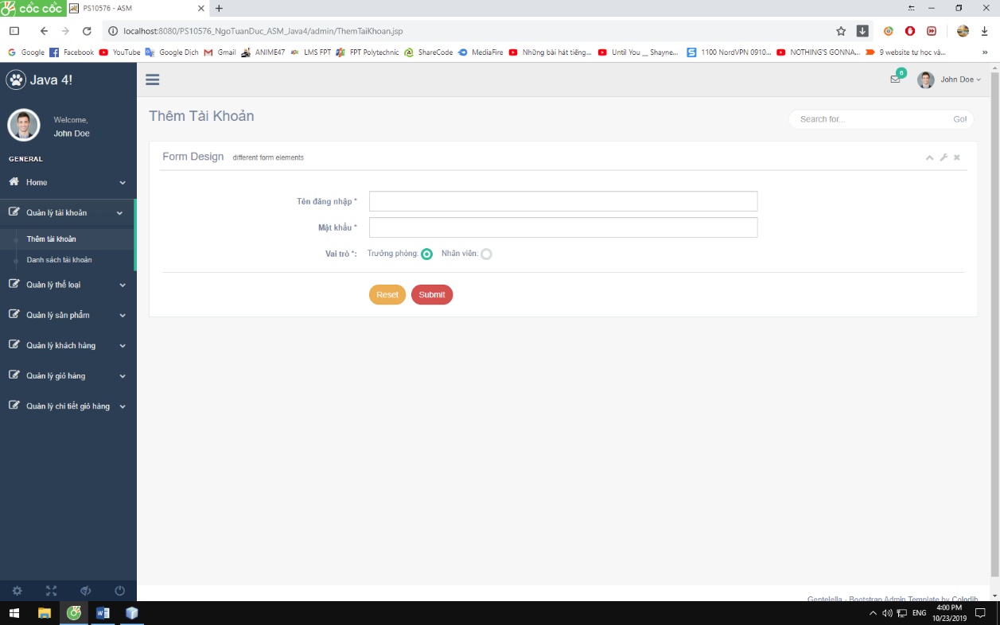 cốc cốc PS10576 - ASM
localhost:8080/PS10576_NgoTuanDuc_ASM_Java4/admin/ThemTaiKhoan.jsp
Google Facebook YouTube Google Dịch Gmail ANIME47 LMS FPT FPT Polytechnic ShareCode MediaFire Những bài hát tiếng... Until You __ Shayne... 1100 NordVPN 0910... NOTHING'S GONNA... 9 website tự học và... »
Java 4!
6
John Doe
Welcome,
John Doe
Thêm Tài Khoản
Search for... Go!
GENERAL
Home
Quản lý tài khoản
Thêm tài khoản
Danh sách tài khoản
Quản lý thể loại
Quản lý sản phẩm
Quản lý khách hàng
Quản lý giỏ hàng
Quản lý chi tiết giỏ hàng
Form Design different form elements
Tên đăng nhập *
Mật khẩu *
Vai trò *: Trưởng phòng: Nhân viên:
Reset Submit
Gentelella - Bootstrap Admin Template by Colorlib
ENG
4:00 PM
10/23/2019